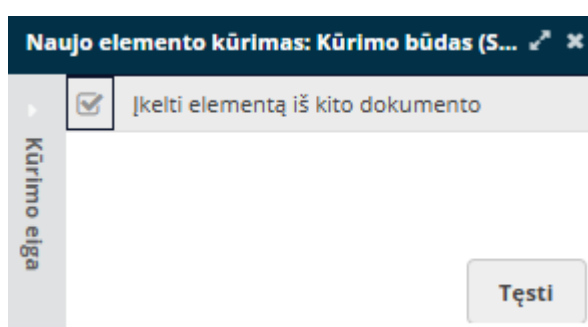 Naujo elemento kūrimas: Kūrimo būdas (S...
Įkelti elementą iš kito dokumento
Kūrimo eiga
Tęsti